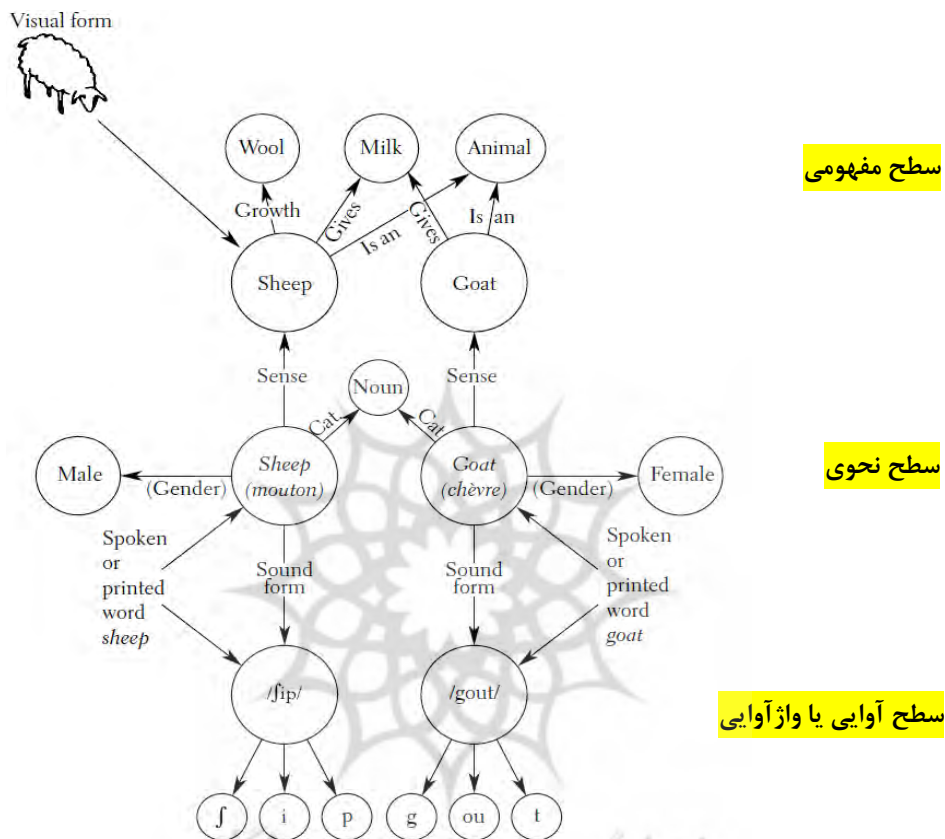 Visual form
Wool
Milk
Animal
سطح مفهومی
Growth
Gives
Is an
Gives
Is an
Sheep
Goat
Sense
Noun
Sense
Cat.
Cat
Male
(Gender)
Sheep
(mouton)
Goat
(chèvre)
(Gender)
Female
سطح نحوی
Spoken
or
printed
word
sheep
Sound
form
Sound
form
Spoken
or
printed
word
goat
/ʃip/
/gout/
سطح آوایی یا واژآوایی
ʃ
i
p
g
ou
t